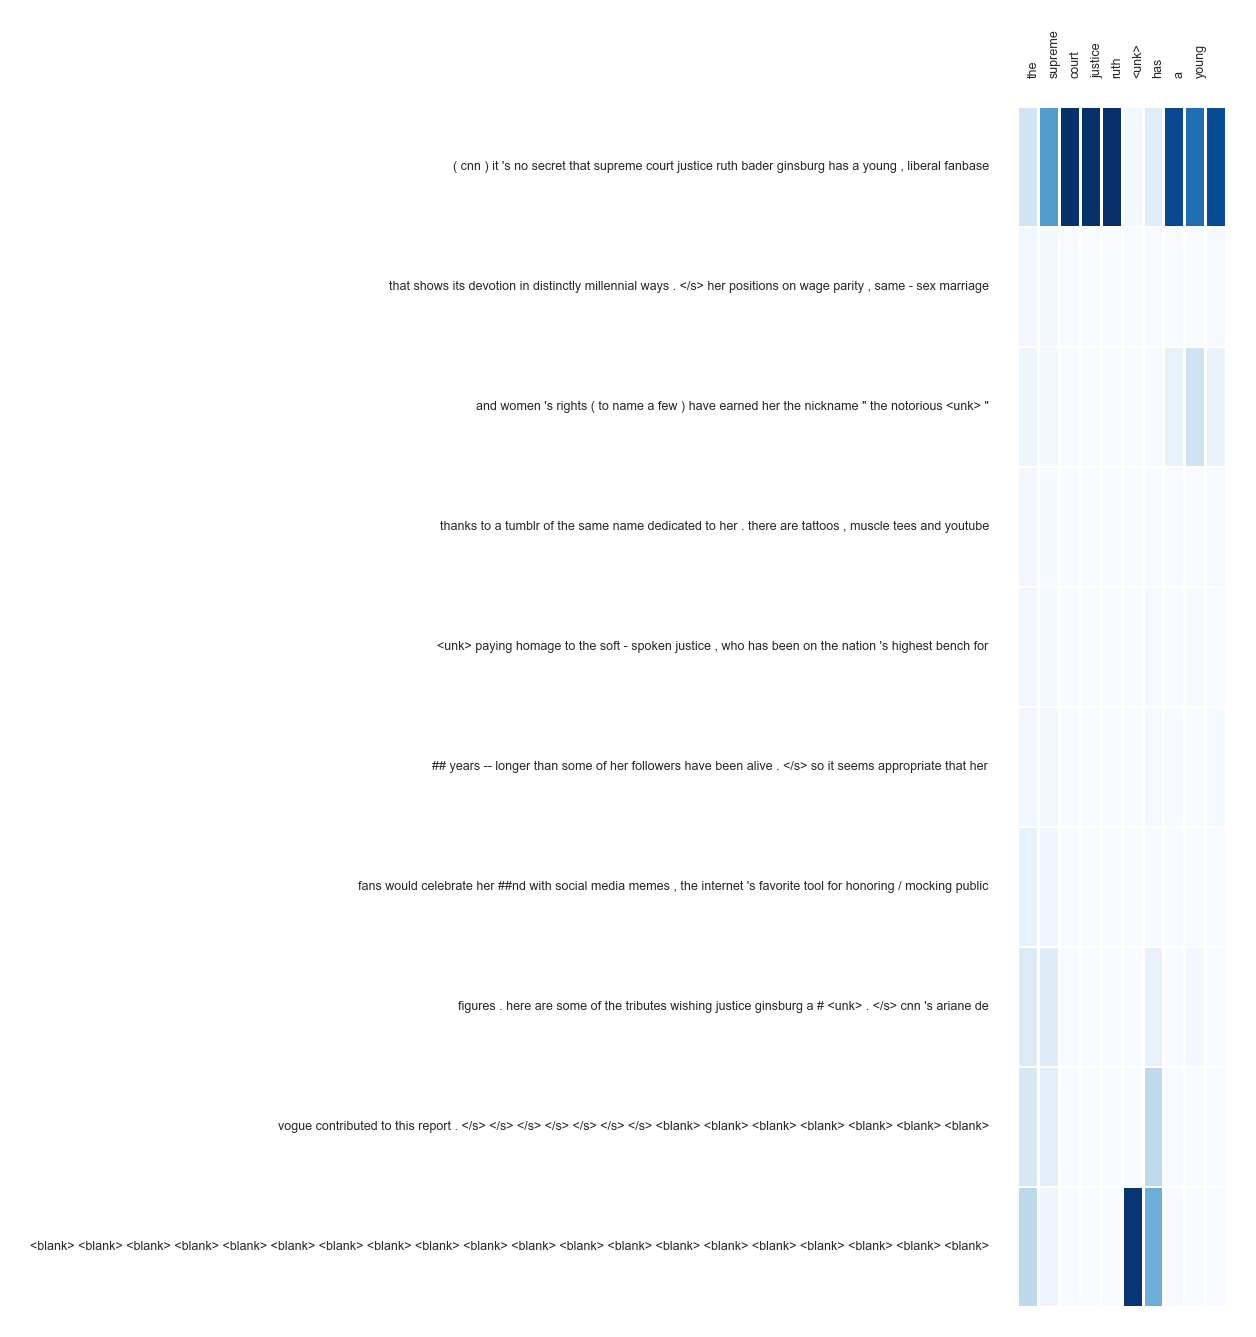 the
supreme
court
justice
ruth
<unk>
has
a
young
( cnn ) it 's no secret that supreme court justice ruth bader ginsburg has a young , liberal fanbase
that shows its devotion in distinctly millennial ways . </s> her positions on wage parity , same - sex marriage
and women 's rights ( to name a few ) have earned her the nickname " the notorious <unk> "
thanks to a tumblr of the same name dedicated to her . there are tattoos , muscle tees and youtube
<unk> paying homage to the soft - spoken justice , who has been on the nation 's highest bench for
## years -- longer than some of her followers have been alive . </s> so it seems appropriate that her
fans would celebrate her ##nd with social media memes , the internet 's favorite tool for honoring / mocking public
figures . here are some of the tributes wishing justice ginsburg a # <unk> . </s> cnn 's ariane de
vogue contributed to this report . </s> </s> </s> </s> </s> </s> </s> <blank> <blank> <blank> <blank> <blank> <blank> <blank>
<blank> <blank> <blank> <blank> <blank> <blank> <blank> <blank> <blank> <blank> <blank> <blank> <blank> <blank> <blank> <blank> <blank> <blank> <blank> <blank>